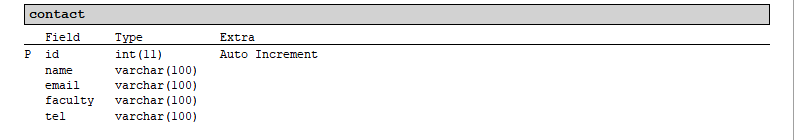 contact
Field Type Extra
P id int(11) Auto Increment
name varchar(100)
email varchar(100)
faculty varchar(100)
tel varchar(100)